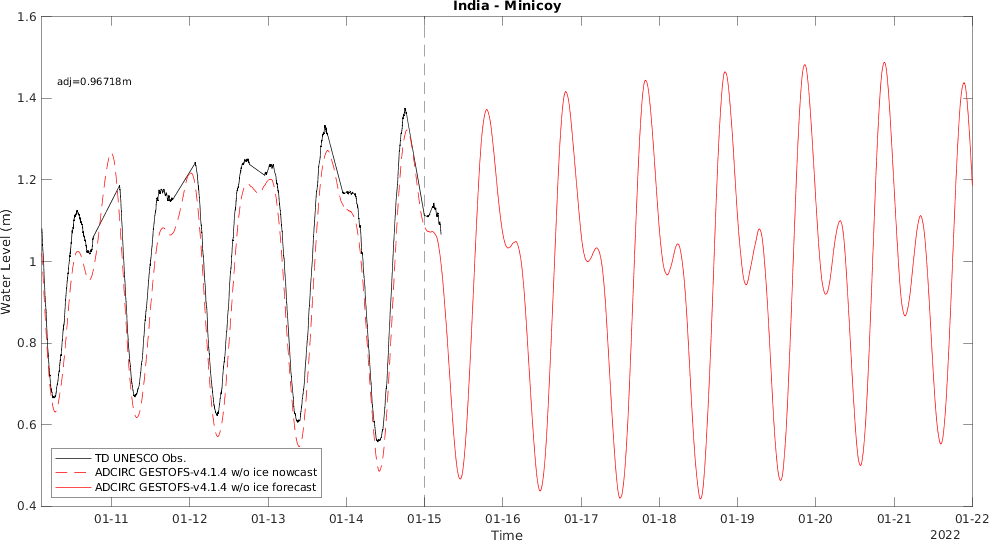 India - Minicoy
1.6
1.4
1.2
1
0.8
0.6
0.4
Water Level (m)
adj=0.96718m
TD UNESCO Obs.
ADCIRC GESTOFS-v4.1.4 w/o ice nowcast
ADCIRC GESTOFS-v4.1.4 w/o ice forecast
01-11 01-12 01-13 01-14 01-15 01-16 01-17 01-18 01-19 01-20 01-21 01-22
Time
2022